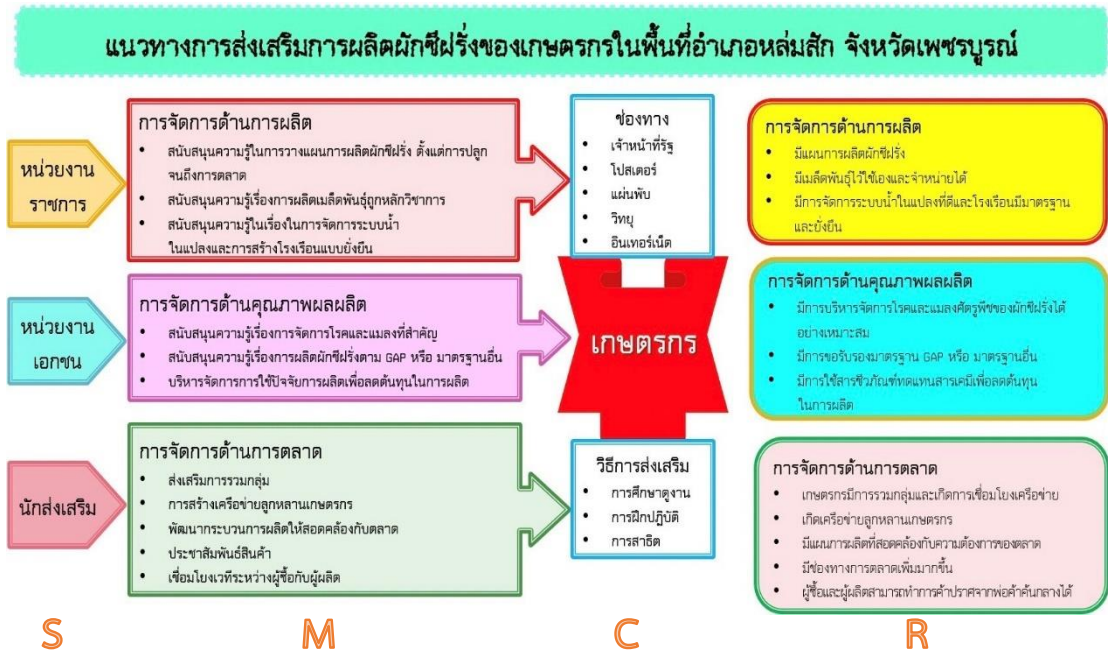 แนวทางการส่งเสริมการผลิตผักชีฝรั่งของเกษตรกรในพื้นที่อำเภอหล่มสัก จังหวัดเพชรบูรณ์
หน่วยงาน
ราชการ
การจัดการด้านการผลิต
• สนับสนุนความรู้ในการวางแผนการผลิตผักชีฝรั่ง ตั้งแต่การปลูก
จนถึงการตลาด
• สนับสนุนความรู้เรื่องการผลิตเมล็ดพันธุ์ถูกหลักวิชาการ
• สนับสนุนความรู้ในเรื่องในการจัดการระบบน้ำ
ในแปลงและการสร้างโรงเรือนแบบยั่งยืน
ช่องทาง
• เจ้าหน้าที่รัฐ
• โปสเตอร์
• แผ่นพับ
• วิทยุ
• อินเทอร์เน็ต
การจัดการด้านการผลิต
• มีแผนการผลิตผักชีฝรั่ง
• มีเมล็ดพันธุ์ไว้ใช้เองและจำหน่ายได้
• มีการจัดการระบบน้ำในแปลงที่ดีและโรงเรือนมีมาตรฐาน
และยั่งยืน
หน่วยงาน
เอกชน
การจัดการด้านคุณภาพผลผลิต
• สนับสนุนความรู้เรื่องการจัดการโรคและแมลงที่สำคัญ
• สนับสนุนความรู้เรื่องการผลิตผักชีฝรั่งตาม GAP หรือ มาตรฐานอื่น
• บริหารจัดการการใช้ปัจจัยการผลิตเพื่อลดต้นทุนในการผลิต
เกษตรกร
การจัดการด้านคุณภาพผลผลิต
• มีการบริหารจัดการโรคและแมลงศัตรูพืชของผักชีฝรั่งได้
อย่างเหมาะสม
• มีการขอรับรองมาตรฐาน GAP หรือ มาตรฐานอื่น
• มีการใช้สารชีวภัณฑ์ทดแทนสารเคมีเพื่อลดต้นทุน
ในการผลิต
นักส่งเสริม
การจัดการด้านการตลาด
• ส่งเสริมการรวมกลุ่ม
• การสร้างเครือข่ายลูกหลานเกษตรกร
• พัฒนากระบวนการผลิตให้สอดคล้องกับตลาด
• ประชาสัมพันธ์สินค้า
• เชื่อมโยงเวทีระหว่างผู้ซื้อกับผู้ผลิต
วิธีการส่งเสริม
• การศึกษาดูงาน
• การฝึกปฏิบัติ
• การสาธิต
การจัดการด้านการตลาด
• เกษตรกรมีการรวมกลุ่มและเกิดการเชื่อมโยงเครือข่าย
• เกิดเครือข่ายลูกหลานเกษตรกร
• มีแผนการผลิตที่สอดคล้องกับความต้องการของตลาด
• มีช่องทางการตลาดเพิ่มมากขึ้น
• ผู้ซื้อและผู้ผลิตสามารถทำการค้าปราศจากพ่อค้าคนกลางได้
S M C R